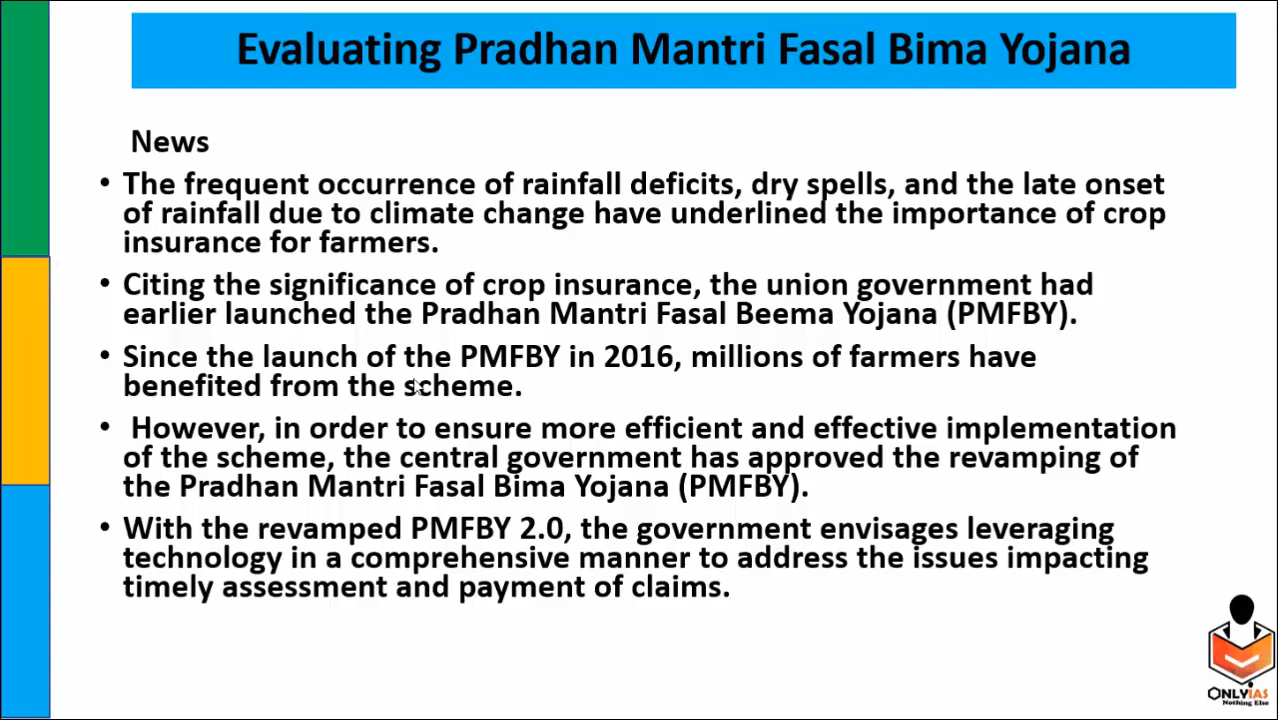 Evaluating Pradhan Mantri Fasal Bima Yojana
News
• The frequent occurrence of rainfall deficits, dry spells, and the late onset
of rainfall due to climate change have underlined the importance of crop
insurance for farmers.
• Citing the significance of crop insurance, the union government had
earlier launched the Pradhan Mantri Fasal Beema Yojana (PMFBY).
• Since the launch of the PMFBY in 2016, millions of farmers have
benefited from the scheme.
• However, in order to ensure more efficient and effective implementation
of the scheme, the central government has approved the revamping of
the Pradhan Mantri Fasal Bima Yojana (PMFBY).
• With the revamped PMFBY 2.0, the government envisages leveraging
technology in a comprehensive manner to address the issues impacting
timely assessment and payment of claims.
ONLYIAS
Nothing Else